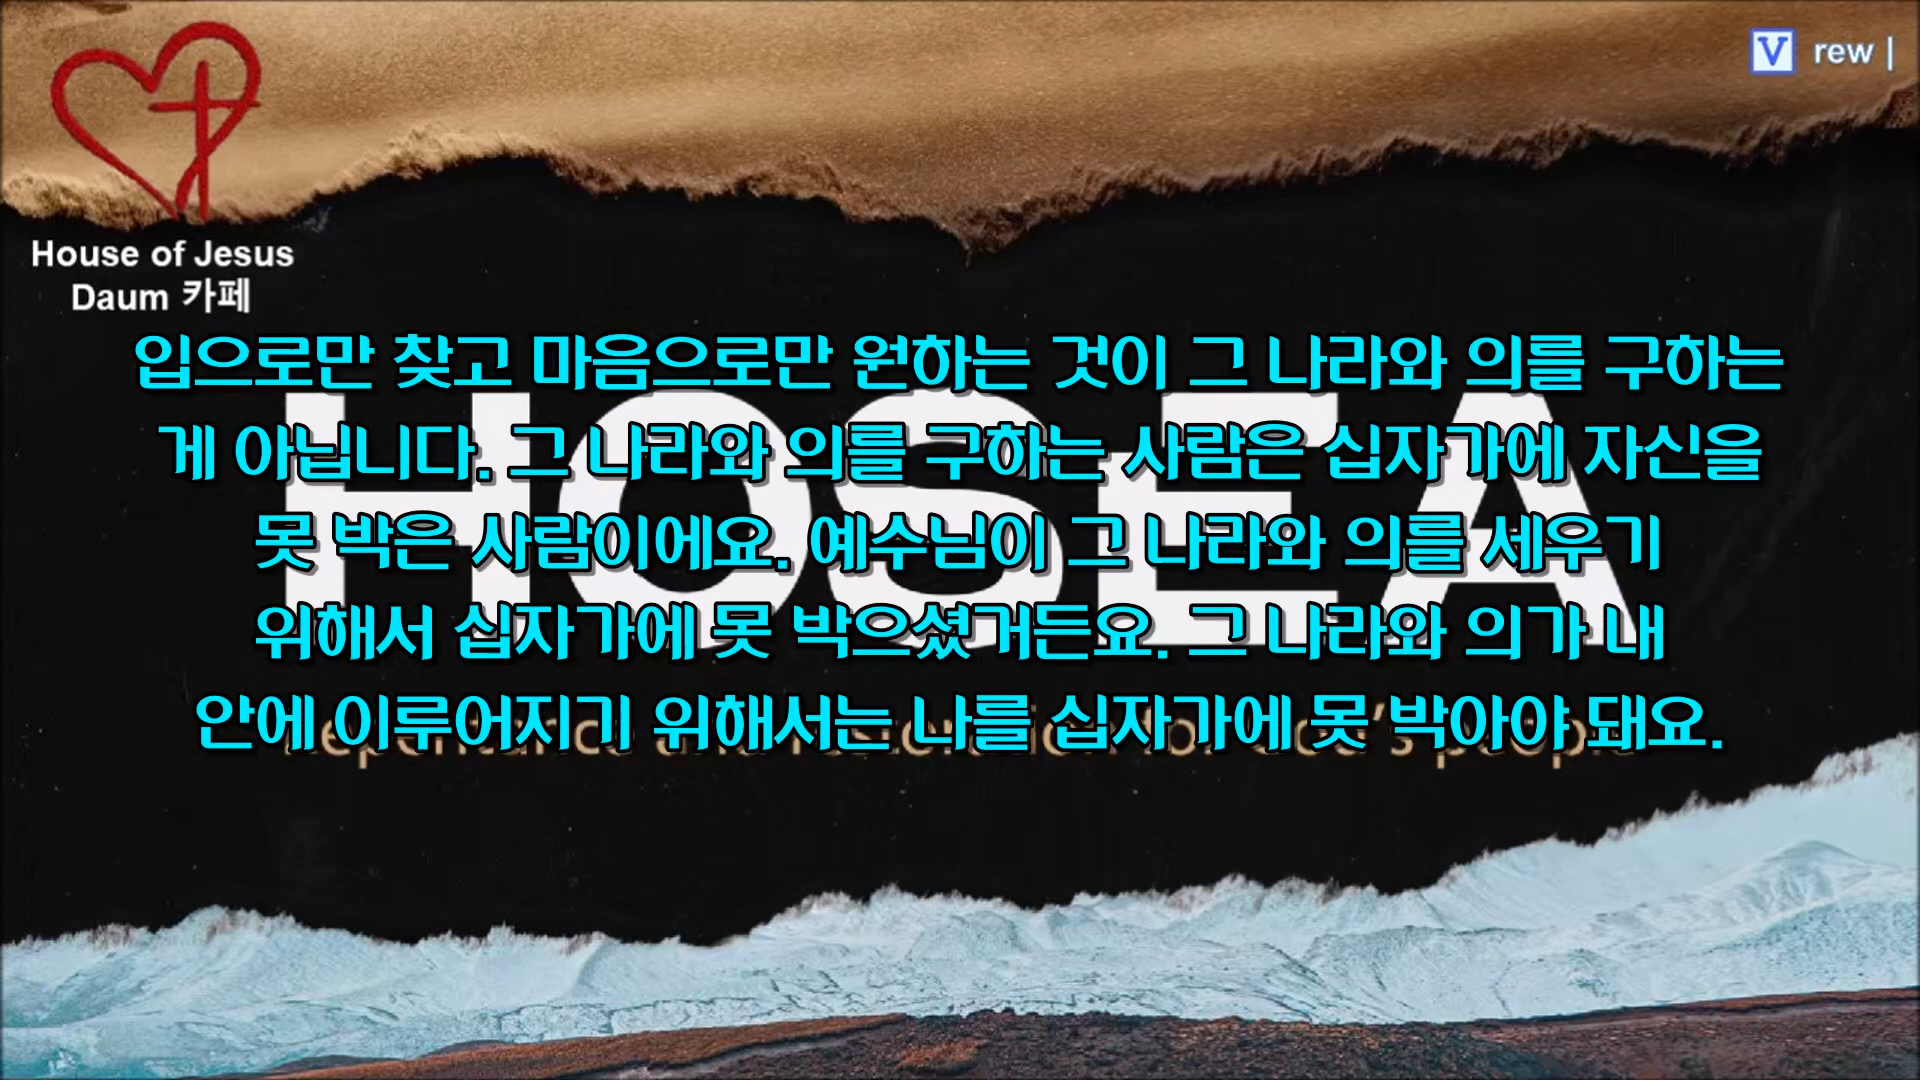 V rew |
House of Jesus
Daum 카페
입으로만 찾고 마음으로만 원하는 것이 그 나라와 의를 구하는
게 아닙니다. 그 나라와 의를 구하는 사람은 십자가에 자신을
못 박은 사람이에요. 예수님이 그 나라와 의를 세우기
위해서 십자가에 못 박으셨거든요. 그 나라와 의가 내
안에 이루어지기 위해서는 나를 십자가에 못 박아야 돼요.
HOSEA